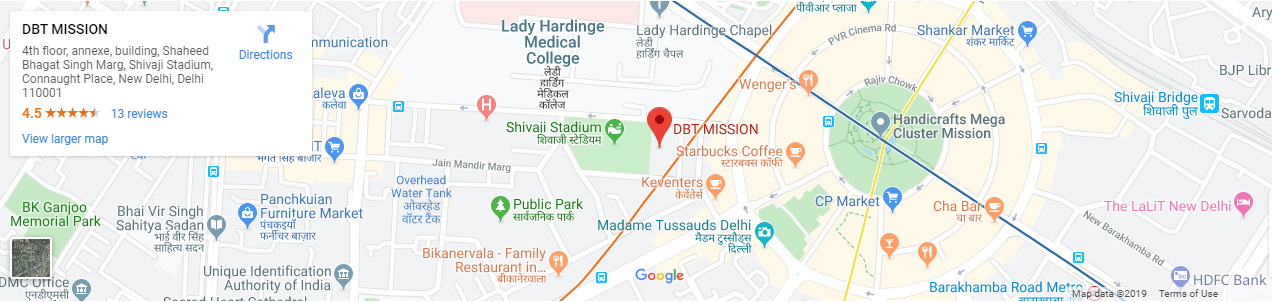 DBT MISSION
4th floor, annexe, building, Shaheed
Bhagat Singh Marg, Shivaji Stadium,
Connaught Place, New Delhi, Delhi
110001
4.5
13 reviews
View larger map
Directions
Lady Hardinge
Medical
College
लेडी
हार्डिंग
मेडिकल
कॉलेज
Lady Hardinge Chapel
लेडी
हार्डिंग चैपल
पीवीआर प्लाजा
PVR Cinema Rd
Shankar Market
शंकर मार्किट
BJP
Wenger's
Rajiv Chowk
Shivaji Bridge
शिवाजी पुल
Sarvoda
aleva
कलेवा
H
Shivaji Stadium
शिवाजी स्टेडियम
DBT MISSION
Handicrafts Mega
Cluster Mission
Starbucks Coffee
स्टारबक्स कॉफी
भगत सिंह बाजार
Jain Mandir Marg
Overhead
Water Tank
ओवरहेड
वॉटर टैंक
Keventers
केवेंटेर्स
CP Market
Cha Bar
चा बार
The LaLiT New Delhi
BK Ganjoo
Memorial Park
Bhai Vir Singh
Sahitya Sadan
भाई वीर सिंह
साहित्य सदन
Panchkuian
Furniture Market
पंचकुइयाँ
फर्नीचर बाज़ार
Public Park
सार्वजनिक पार्क
Madame Tussauds Delhi
मैडम टुस्सौड्स
दिल्ली
New Barakhamba Rd
Bikanervala - Family
Restaurant in...
बीकानेरवाला
Unique Identification
Authority of India
DMC Office
एनडीएमसी
Sacred Heart Cathedral
Google
Barakhamba Road Metro
HDFC Bank
Map data ©2019
Terms of Use